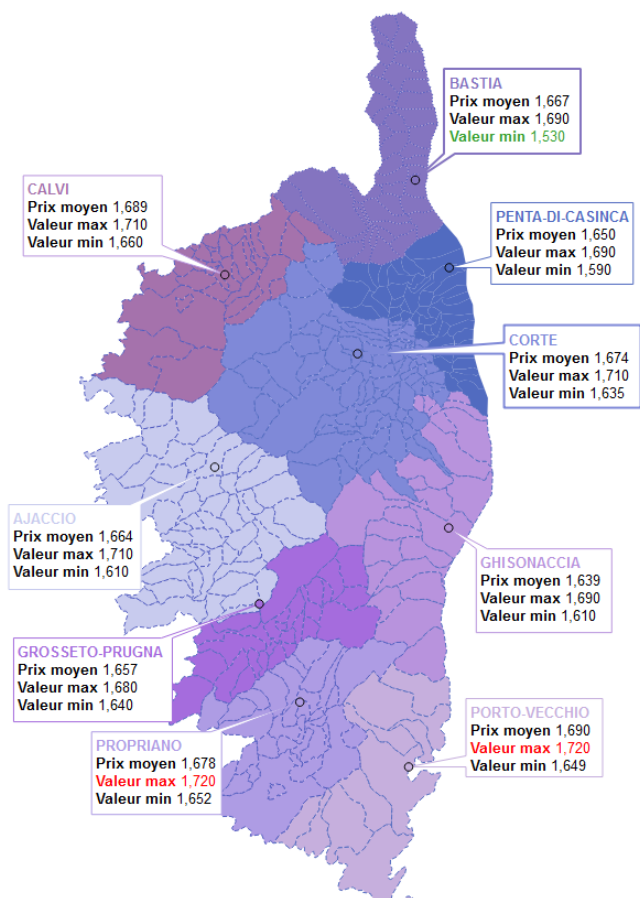 BASTIA
Prix moyen 1,667
Valeur max 1,690
Valeur min 1,530
CALVI
Prix moyen 1,689
Valeur max 1,710
Valeur min 1,660
PENTA-DI-CASINCA
Prix moyen 1,650
Valeur max 1,690
Valeur min 1,590
CORTE
Prix moyen 1,674
Valeur max 1,710
Valeur min 1,635
AJACCIO
Prix moyen 1,664
Valeur max 1,710
Valeur min 1,610
GHISONACCIA
Prix moyen 1,639
Valeur max 1,690
Valeur min 1,610
GROSSETO-PRUGNA
Prix moyen 1,657
Valeur max 1,680
Valeur min 1,640
PORTO-VECCHIO
Prix moyen 1,690
Valeur max 1,720
Valeur min 1,649
PROPRIANO
Prix moyen 1,678
Valeur max 1,720
Valeur min 1,652